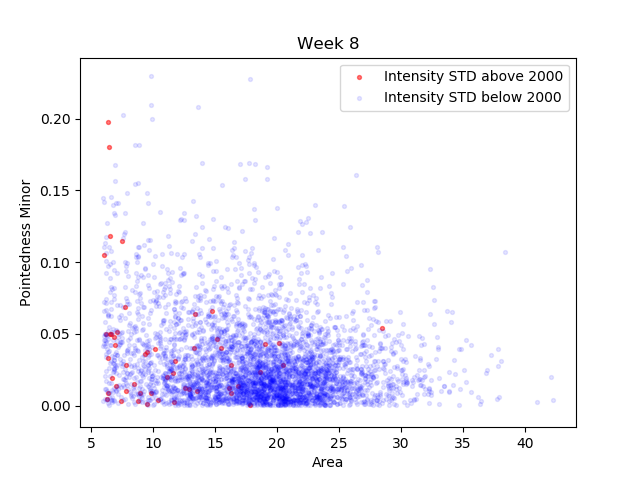 Week 8
Intensity STD above 2000
Intensity STD below 2000
0.20
0.15
0.10
0.05
0.00
Pointedness Minor
5 10 15 20 25 30 35 40
Area